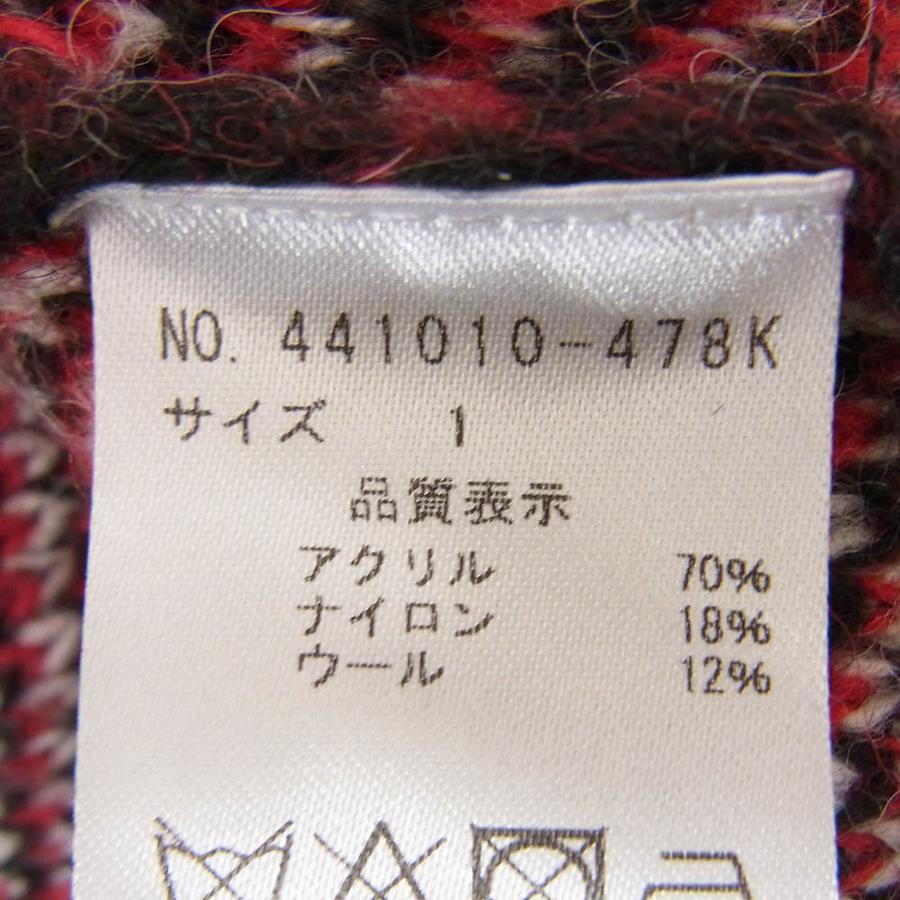 NO. 441010-478K
サイズ 1
品質表示
アクリル 70%
ナイロン 18%
ウール 12%